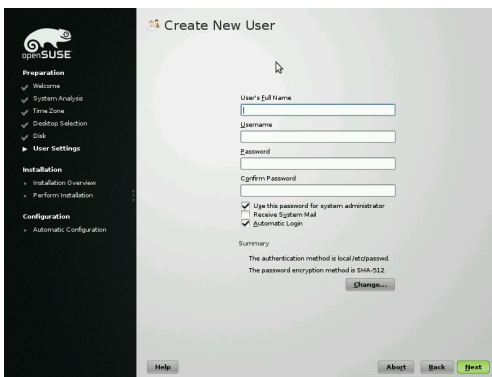 openSUSE
Preparation
Welcome
System Analysis
Time Zone
Desktop Selection
Disk
User Settings
Installation
Installation Overview
Perform Installation
Configuration
Automatic Configuration
Create New User
User's Full Name
Username
Password
Confirm Password
Use this password for system administrator
Receive System Mail
Automatic Login
Summary
The authentication method is local /etc/passwd.
The password encryption method is SHA-512.
Change...
Help
Abort
Back
Next